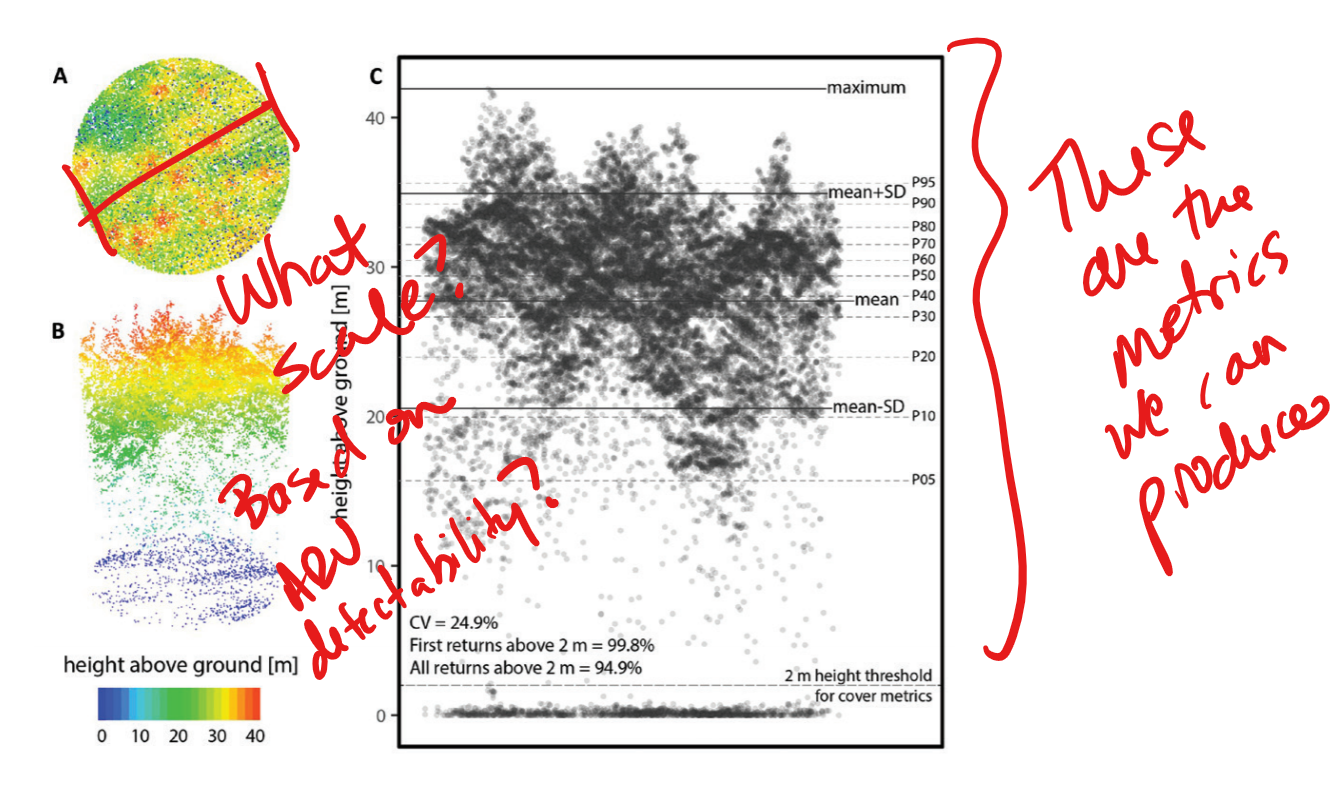 A
B
height above ground [m]
0 10 20 30 40
C
height above ground [m]
40
30
20
10
0
maximum
P95
mean+SD
P90
P80
P70
P60
P50
P40
mean
P30
P20
mean-SD
P10
P05
CV = 24.9%
First returns above 2 m = 99.8%
All returns above 2 m = 94.9%
2 m height threshold
for cover metrics
What
scale?
Based on
ARU
detectability?
These
are the
metrics
we can
produce